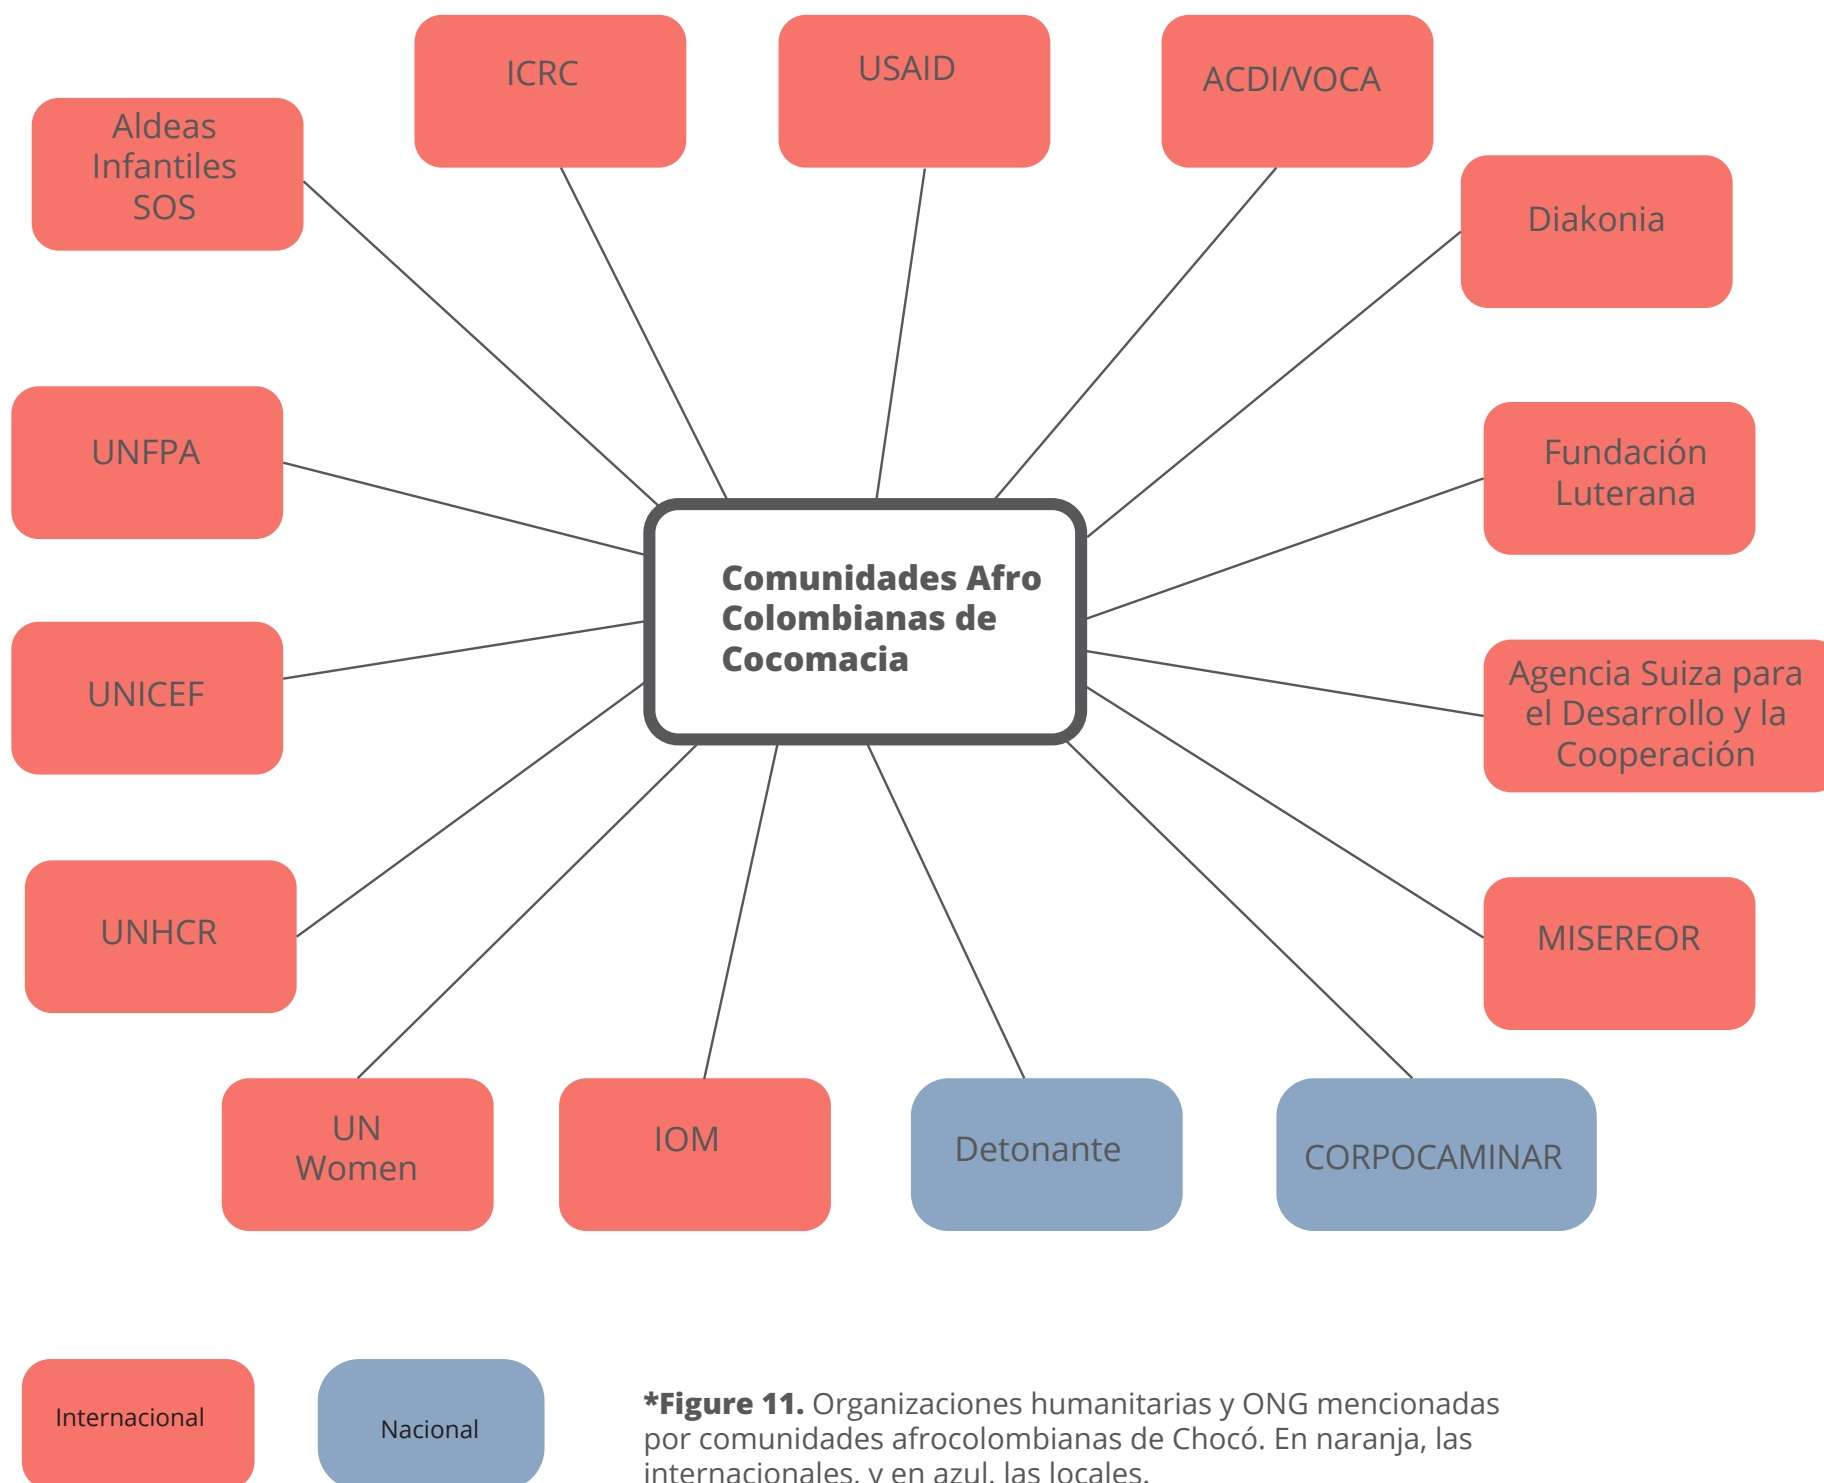 ICRC
USAID
ACDI/VOCA
Aldeas
Infantiles
SOS
Diakonia
UNFPA
Fundación
Luterana
Comunidades Afro
Colombianas de
Cocomacia
UNICEF
Agencia Suiza para
el Desarrollo y la
Cooperación
UNHCR
MISEREOR
UN
Women
IOM
Detonante
CORPOCAMINAR
Internacional
Nacional
*Figure 11. Organizaciones humanitarias y ONG mencionadas
por comunidades afrocolombianas de Chocó. En naranja, las
internacionales, y en azul, las locales.